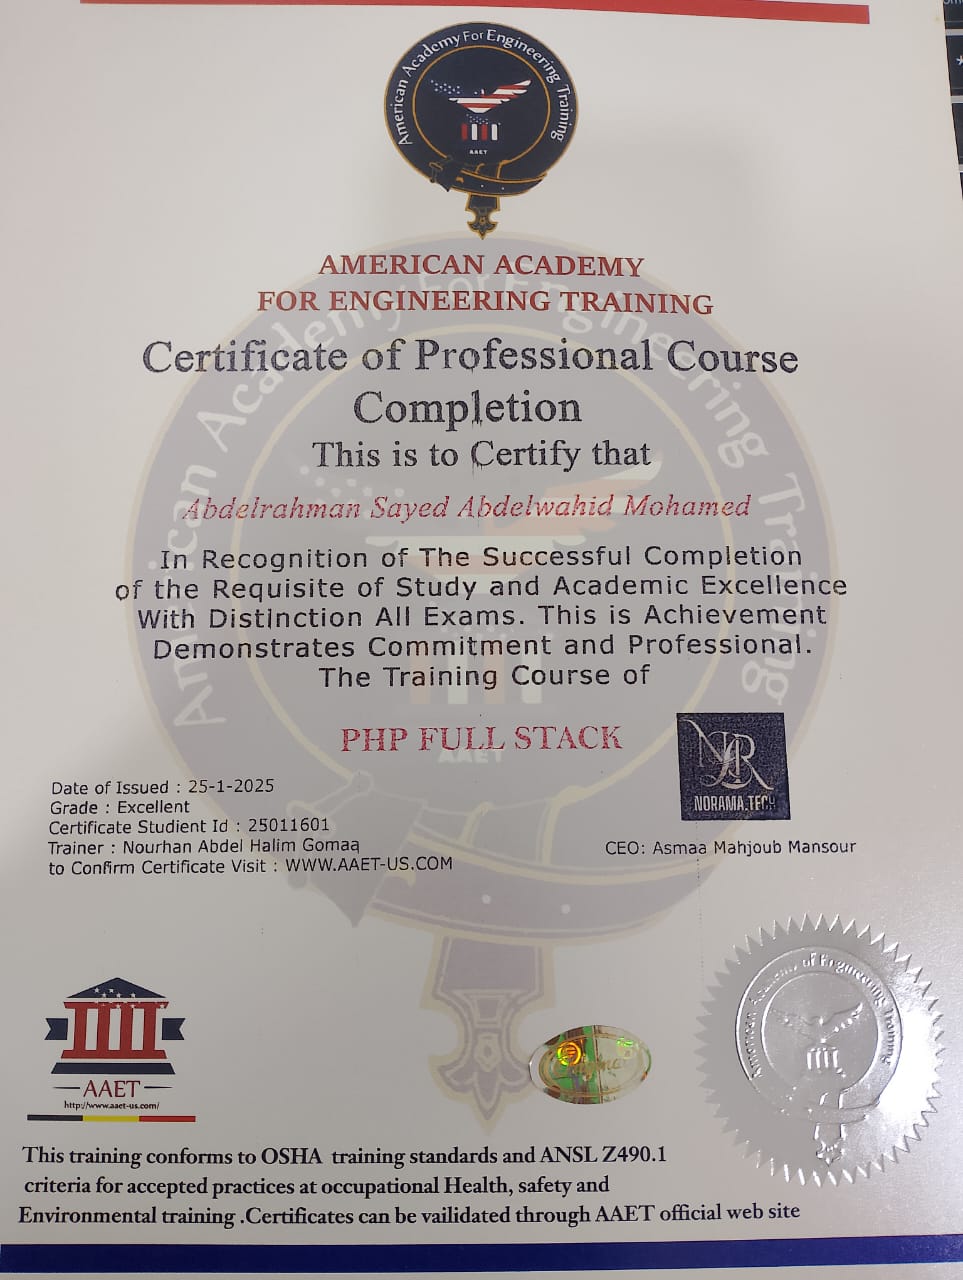 American Academy For Engineering Training
AAET
AMERICAN ACADEMY
FOR ENGINEERING TRAINING
Certificate of Professional Course
Completion
This is to Certify that
Abdelrahman Sayed Abdelwahid Mohamed
In Recognition of The Successful Completion
of the Requisite of Study and Academic Excellence
With Distinction All Exams. This is Achievement
Demonstrates Commitment and Professional.
The Training Course of
PHP FULL STACK
NR
NORAMA.TECH
Date of Issued : 25-1-2025
Grade : Excellent
Certificate Studient Id : 25011601
Trainer : Nourhan Abdel Halim Gomaa
to Confirm Certificate Visit : WWW.AAET-US.COM
CEO: Asmaa Mahjoub Mansour
American Academy For Engineering Training
AAET
AAET
http://www.aaet-us.com/
of Engineering Training
This training conforms to OSHA training standards and ANSL Z490.1
criteria for accepted practices at occupational Health, safety and
Environmental training .Certificates can be vailidated through AAET official web site